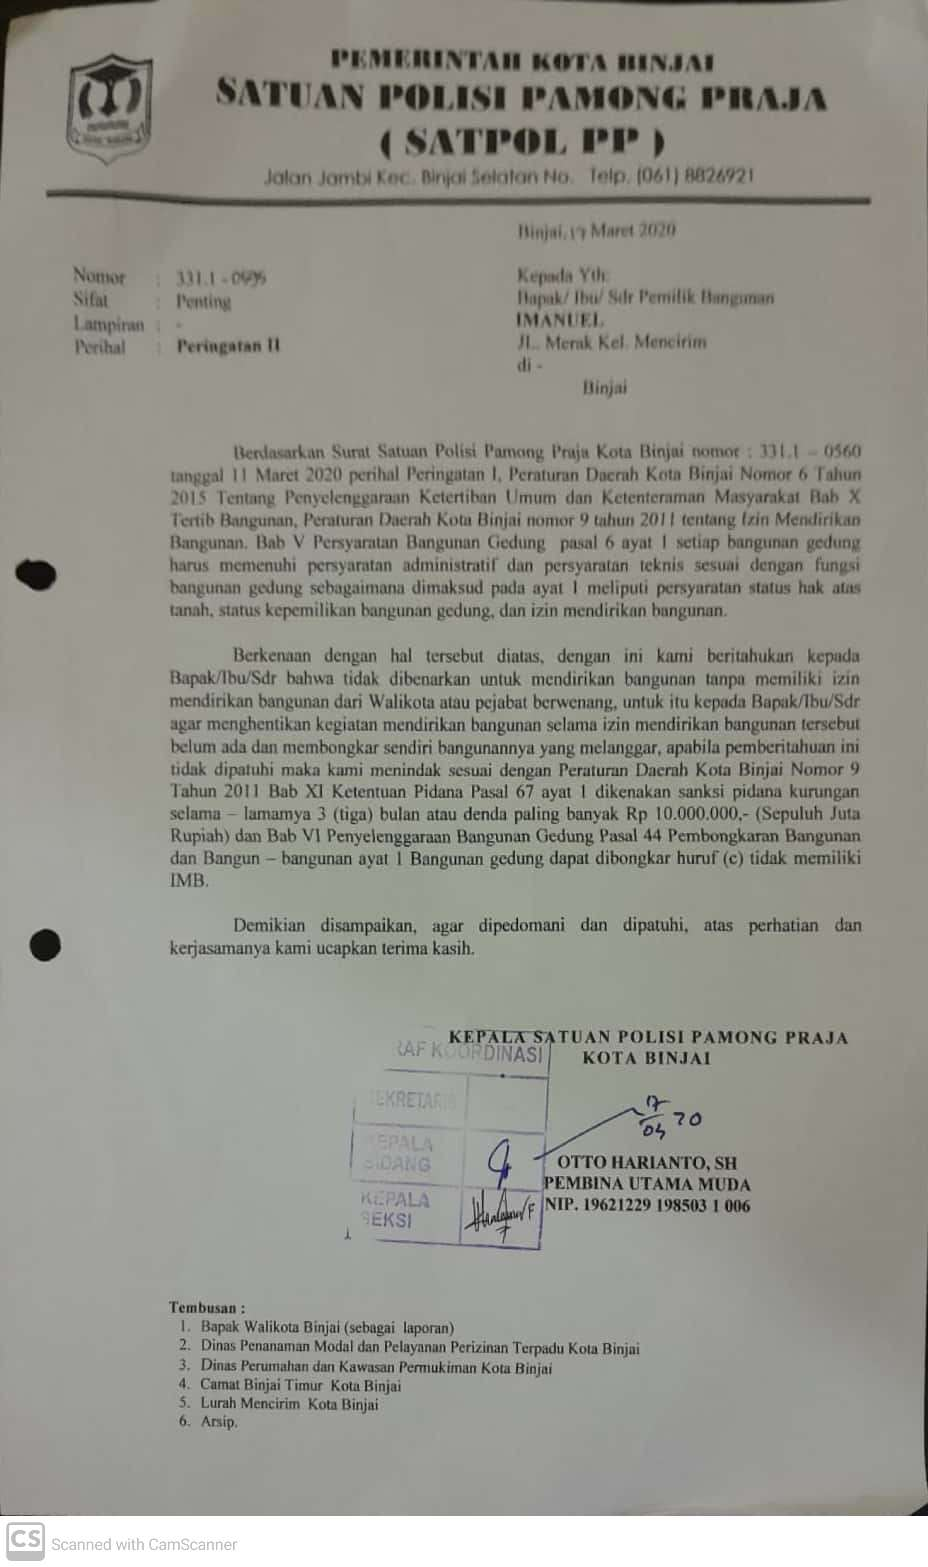 PEMERINTAH KOTA BINJAI
SATUAN POLISI PAMONG PRAJA
( SATPOL PP )
Jalan Jambi Kec. Binjai Selatan No. Telp. (061) 8826921
Binjai, 17 Maret 2020
Nomor : 331.1 -
Sifat : Penting
Lampiran : -
Perihal : Peringatan II
Kepada Yth:
Bapak/ Ibu/ Sdr Pemilik Bangunan
IMANUEL
JL. Merak Kel. Mencirim
di -
Binjai
Berdasarkan Surat Satuan Polisi Pamong Praja Kota Binjai nomor : 331.1 – 0560
tanggal 11 Maret 2020 perihal Peringatan I, Peraturan Daerah Kota Binjai Nomor 6 Tahun
2015 Tentang Penyelenggaraan Ketertiban Umum dan Ketenteraman Masyarakat Bab X
Tertib Bangunan, Peraturan Daerah Kota Binjai nomor 9 tahun 2011 tentang Izin Mendirikan
Bangunan. Bab V Persyaratan Bangunan Gedung pasal 6 ayat 1 setiap bangunan gedung
harus memenuhi persyaratan administratif dan persyaratan teknis sesuai dengan fungsi
bangunan gedung sebagaimana dimaksud pada ayat 1 meliputi persyaratan status hak atas
tanah, status kepemilikan bangunan gedung, dan izin mendirikan bangunan.
Berkenaan dengan hal tersebut diatas, dengan ini kami beritahukan kepada
Bapak/Ibu/Sdr bahwa tidak dibenarkan untuk mendirikan bangunan tanpa memiliki izin
mendirikan bangunan dari Walikota atau pejabat berwenang, untuk itu kepada Bapak/Ibu/Sdr
agar menghentikan kegiatan mendirikan bangunan selama izin mendirikan bangunan tersebut
belum ada dan membongkar sendiri bangunannya yang melanggar, apabila pemberitahuan ini
tidak dipatuhi maka kami menindak sesuai dengan Peraturan Daerah Kota Binjai Nomor 9
Tahun 2011 Bab XI Ketentuan Pidana Pasal 67 ayat 1 dikenakan sanksi pidana kurungan
selama – lamamya 3 (tiga) bulan atau denda paling banyak Rp 10.000.000,- (Sepuluh Juta
Rupiah) dan Bab VI Penyelenggaraan Bangunan Gedung Pasal 44 Pembongkaran Bangunan
dan Bangun – bangunan ayat 1 Bangunan gedung dapat dibongkar huruf (c) tidak memiliki
IMB.
Demikian disampaikan, agar dipedomani dan dipatuhi, atas perhatian dan
kerjasamanya kami ucapkan terima kasih.
KEPALA SATUAN POLISI PAMONG PRAJA
KOTA BINJAI
RAF KOORDINASI
SEKRETARIS
KEPALA
BIDANG
KEPALA
SEKSI
OTTO HARIANTO, SH
PEMBINA UTAMA MUDA
NIP. 19621229 198503 1 006
Tembusan :
1. Bapak Walikota Binjai (sebagai laporan)
2. Dinas Penanaman Modal dan Pelayanan Perizinan Terpadu Kota Binjai
3. Dinas Perumahan dan Kawasan Permukiman Kota Binjai
4. Camat Binjai Timur Kota Binjai
5. Lurah Mencirim Kota Binjai
6. Arsip.
CS Scanned with CamScanner